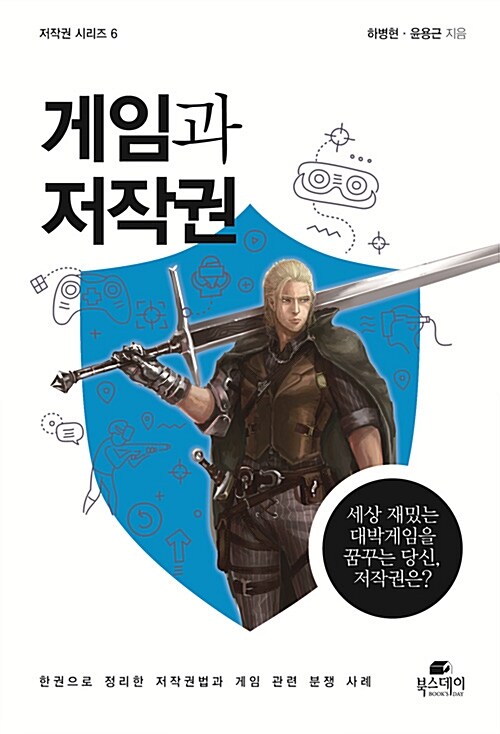 저작권 시리즈 6
하병현 · 윤용근 지음
게임과
저작권
세상 재밌는
대박게임을
꿈꾸는 당신,
저작권은?
한권으로 정리한 저작권법과 게임 관련 분쟁 사례
북스데이
BOOK'S DAY